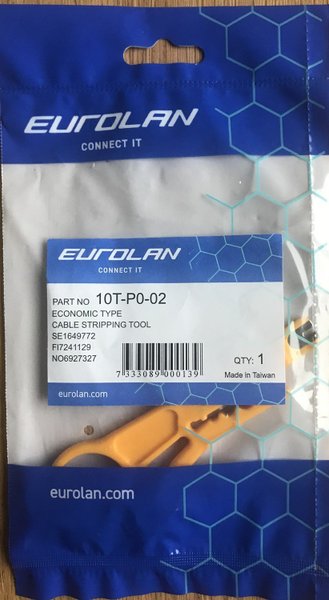 EUROLAN
CONNECT IT
EUROLAN
CONNECT IT
PART NO 10T-P0-02
ECONOMIC TYPE
CABLE STRIPPING TOOL
SE1649772
FI7241129
NO6927327
7 333089 000139
QTY: 1
Made in Taiwan
eurolan.com
eurolan.com